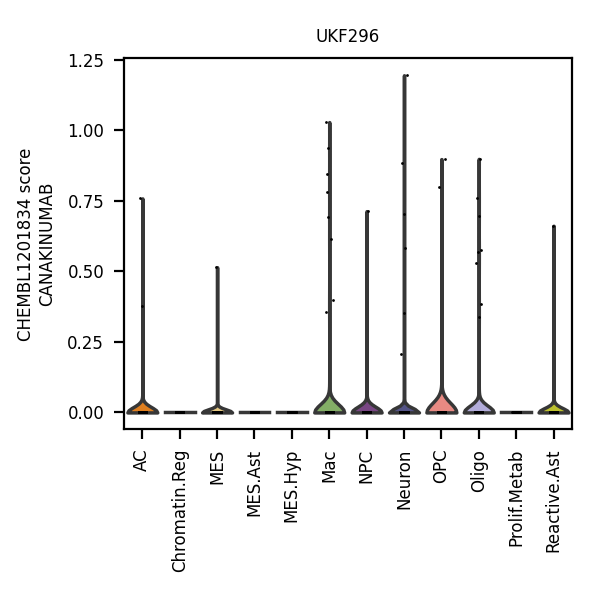 UKF296
CHEMBL1201834 score
CANAKINUMAB
1.25
1.00
0.75
0.50
0.25
0.00
AC
Chromatin.Reg
MES
MES.Ast
MES.Hyp
Mac
NPC
Neuron
OPC
Oligo
Prolif.Metab
Reactive.Ast